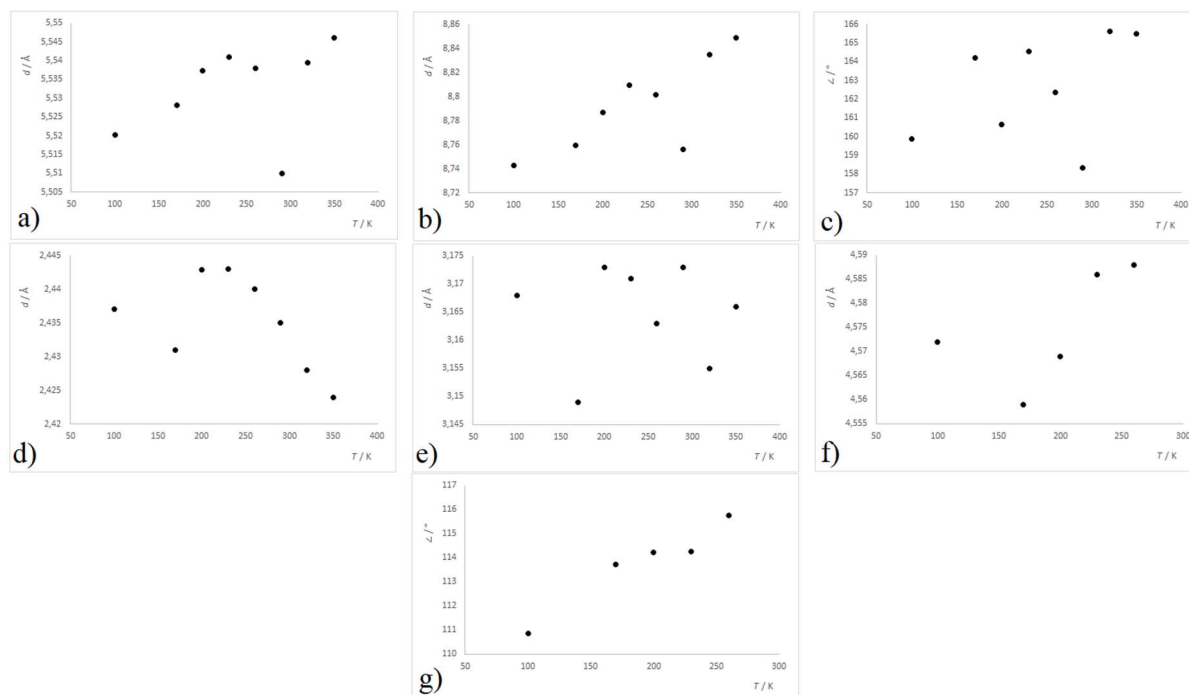 5,55
5,545
5,54
5,535
5,53
5,525
5,52
5,515
5,51
5,505
d / Å
50 100 150 200 250 300 350 400
T / K
a)
8,86
8,84
8,82
8,8
8,78
8,76
8,74
8,72
d / Å
50 100 150 200 250 300 350 400
T / K
b)
166
165
164
163
162
161
160
159
158
157
∠ / °
50 100 150 200 250 300 350 400
T / K
c)
2,445
2,44
2,435
2,43
2,425
2,42
d / Å
50 100 150 200 250 300 350 400
T / K
d)
3,175
3,17
3,165
3,16
3,155
3,15
3,145
d / Å
50 100 150 200 250 300 350 400
T / K
e)
4,59
4,585
4,58
4,575
4,57
4,565
4,56
4,555
d / Å
50 100 150 200 250 300
T / K
f)
117
116
115
114
113
112
111
110
∠ / °
50 100 150 200 250 300
T / K
g)